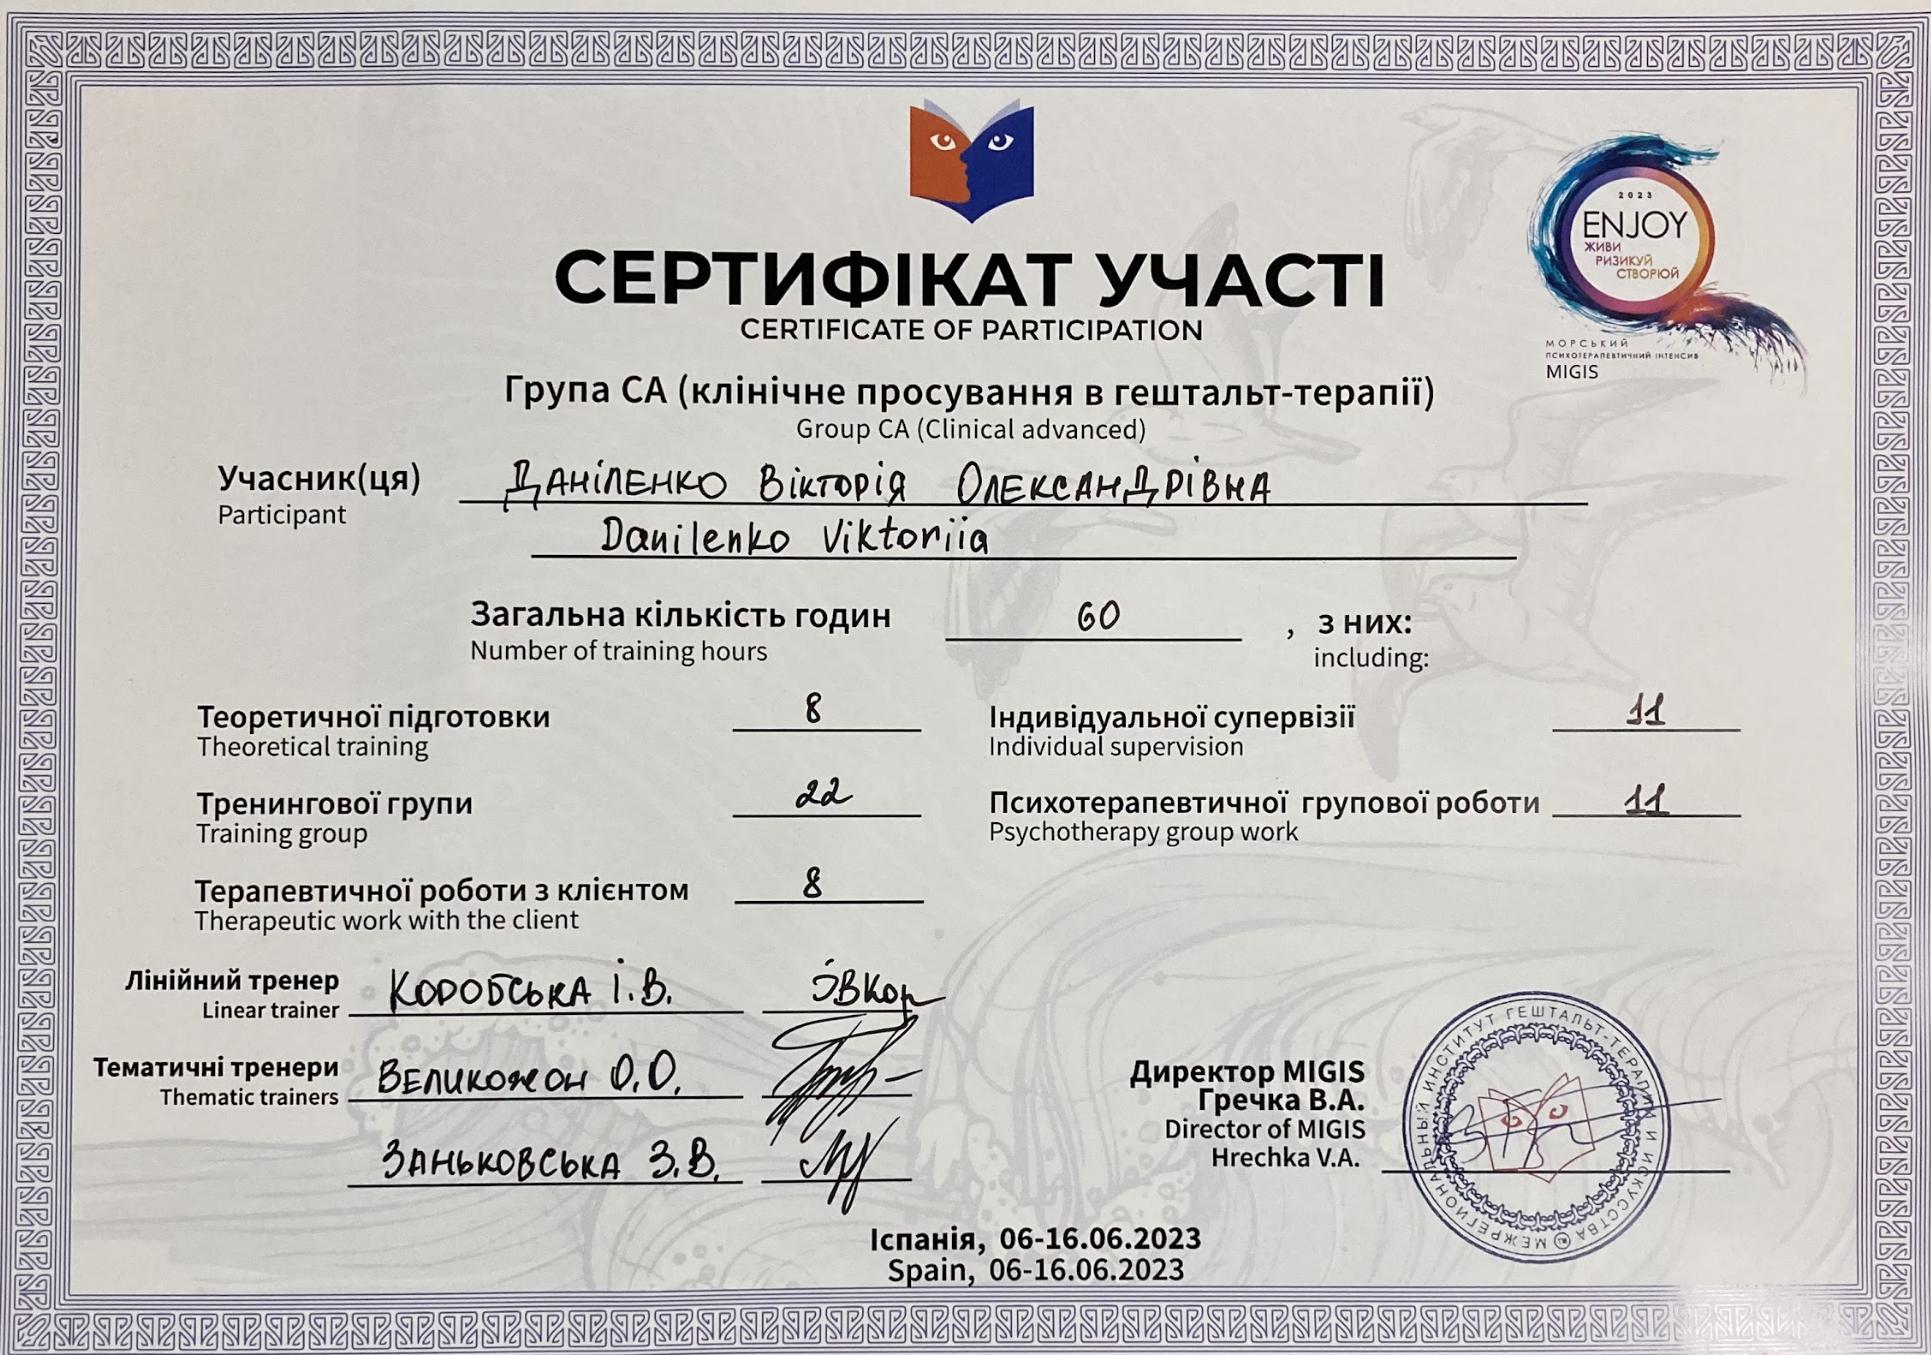 2023
ENJOY
ЖИВИ
РИЗИКУЙ
СТВОРЮЙ
МОРСЬКИЙ
ПСИХОТЕРАПЕВТИЧНИЙ ІНТЕНСИВ
MIGIS
СЕРТИФІКАТ УЧАСТІ
CERTIFICATE OF PARTICIPATION
Група СА (клінічне просування в гештальт-терапії)
Group CA (Clinical advanced)
Учасник(ця) Даніленко Вікторія Олександрівна
Participant
Danilenko Viktoriia
Загальна кількість годин 60 , з них:
Number of training hours including:
Теоретичної підготовки 8 Індивідуальної супервізії 11
Theoretical training Individual supervision
Тренингової групи 22 Психотерапевтичної групової роботи 11
Training group Psychotherapy group work
Терапевтичної роботи з клієнтом 8
Therapeutic work with the client
Лінійний тренер Коробська І.В.
Linear trainer
Тематичні тренери Великожон О.О.
Thematic trainers
Заньковська З.В.
Директор MIGIS
Гречка В.А.
Director of MIGIS
Hrechka V.A.
МЕЖРЕГИОНАЛЬНЫЙ ИНСТИТУТ ГЕШТАЛЬТ-ТЕРАПИИ И ИСКУССТВА
Іспанія, 06-16.06.2023
Spain, 06-16.06.2023